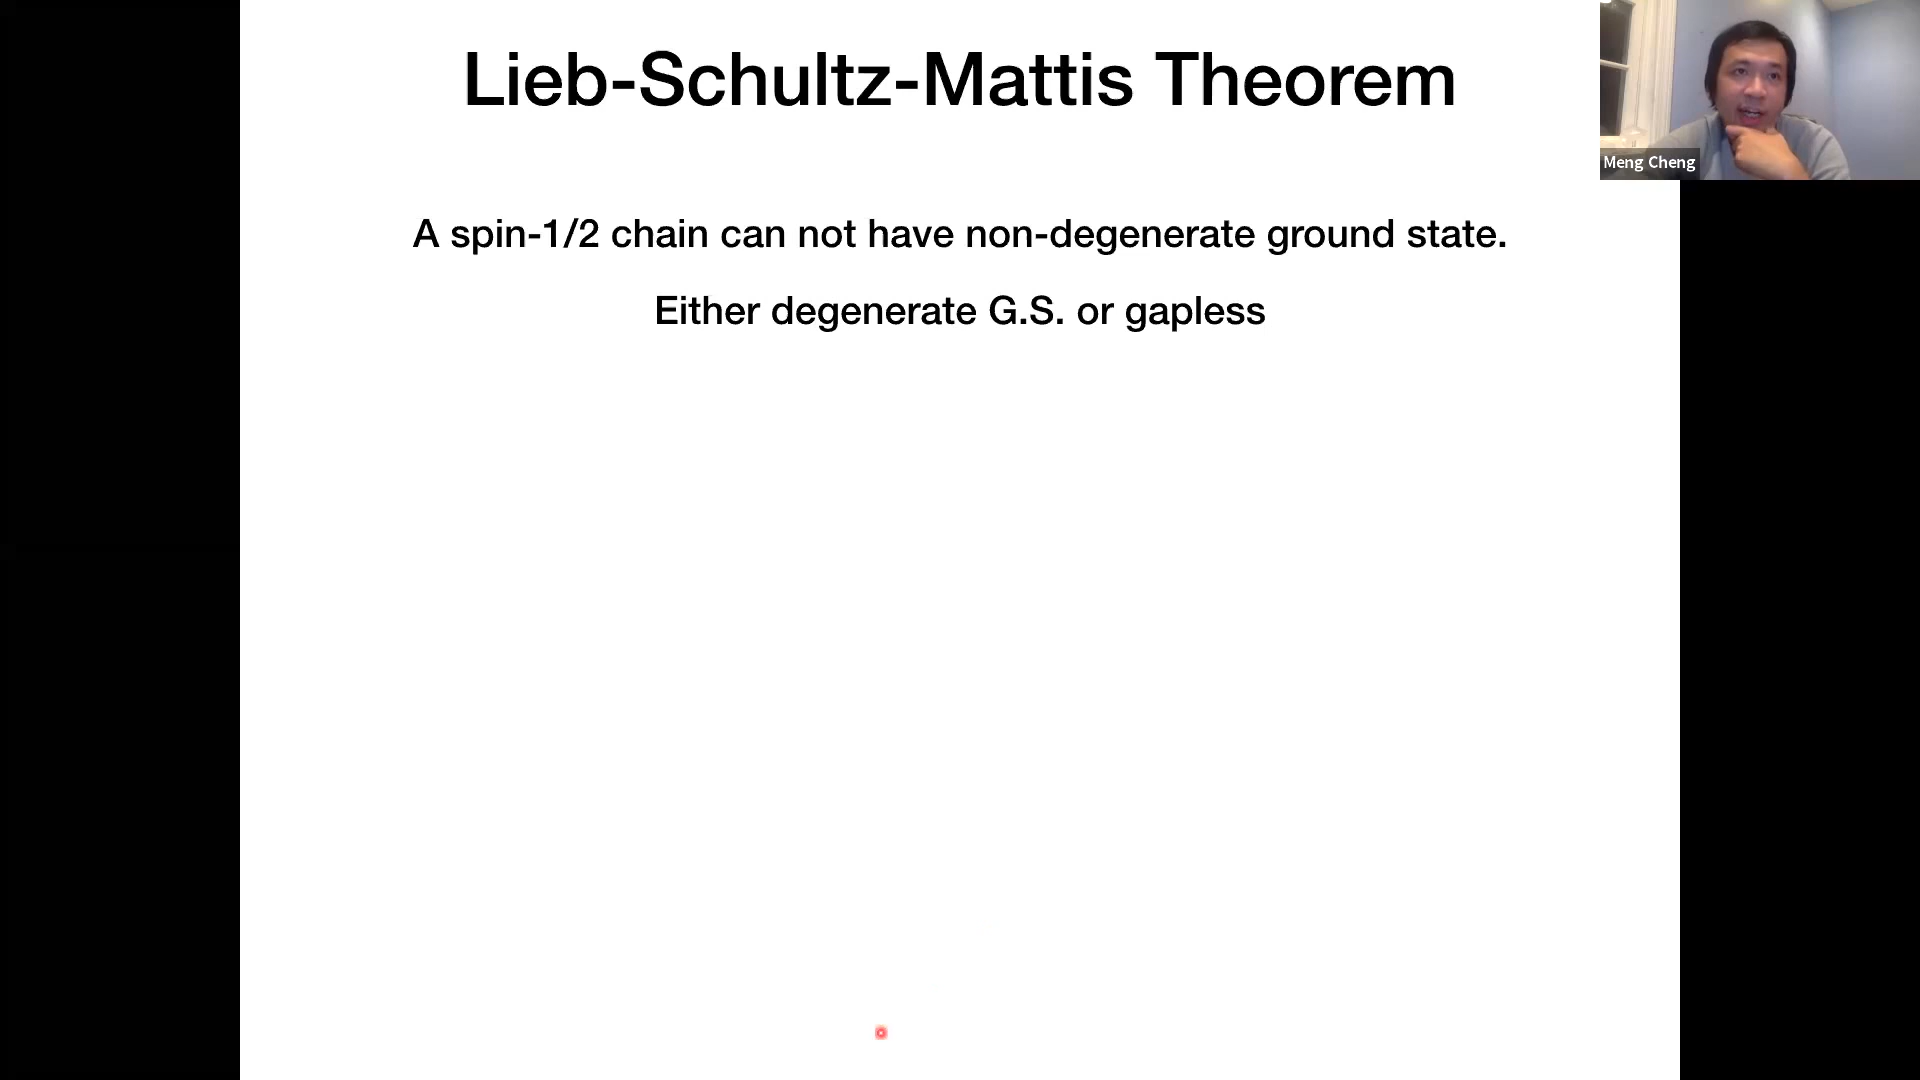 Lieb-Schultz-Mattis Theorem
Meng Cheng
A spin-1/2 chain can not have non-degenerate ground state.
Either degenerate G.S. or gapless